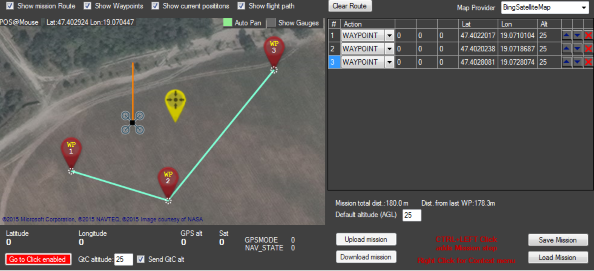 Show mission route Show Waypoints Show current positons Show flight path
Clear Route
Map Provider BingSatelliteMap
POS@Mouse Lat:47.402924 Lon:19.070447 Auto Pan Show Gauges
WP 1
WP 2
WP 3
©2015 Microsoft Corporation, ©2015 NAVTEQ, ©2015 Image courtesy of NASA
# Action Lat Lon Alt
1 WAYPOINT 0 0 0 47.4022017 19.0710104 25
2 WAYPOINT 0 0 0 47.4020238 19.0718687 25
3 WAYPOINT 0 0 0 47.4028081 19.0728074 25
Mission total dist.:180.0 m Dist. from last WP:178.3m
Default altitude (AGL) 25
Latitude Longitude GPS alt Sat
0 0 0 0
GPSMODE 0
NAV_STATE 0
Go to Click enabled GtC altitude 25 Send GtC alt
Upload mission
Download mission
Save Mission
Load Mission